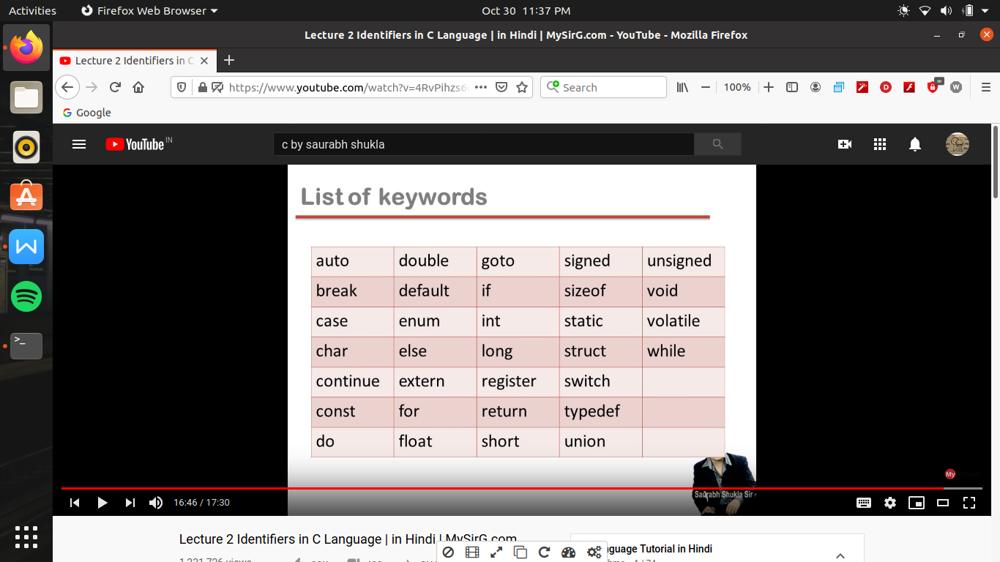 Activities Firefox Web Browser Oct 30 11:37 PM
Lecture 2 Identifiers in C Language | in Hindi | MySirG.com - YouTube - Mozilla Firefox
Lecture 2 Identifiers in C
https://www.youtube.com/watch?v=4RvPihzs6 Search 100%
Google
YouTube IN c by saurabh shukla
List of keywords
auto double goto signed unsigned
break default if sizeof void
case enum int static volatile
char else long struct while
continue extern register switch
const for return typedef
do float short union
My
Saurabh Shukla Sir
16:46 / 17:30
Lecture 2 Identifiers in C Language | in Hindi | MySirG.com
nguage Tutorial in Hindi